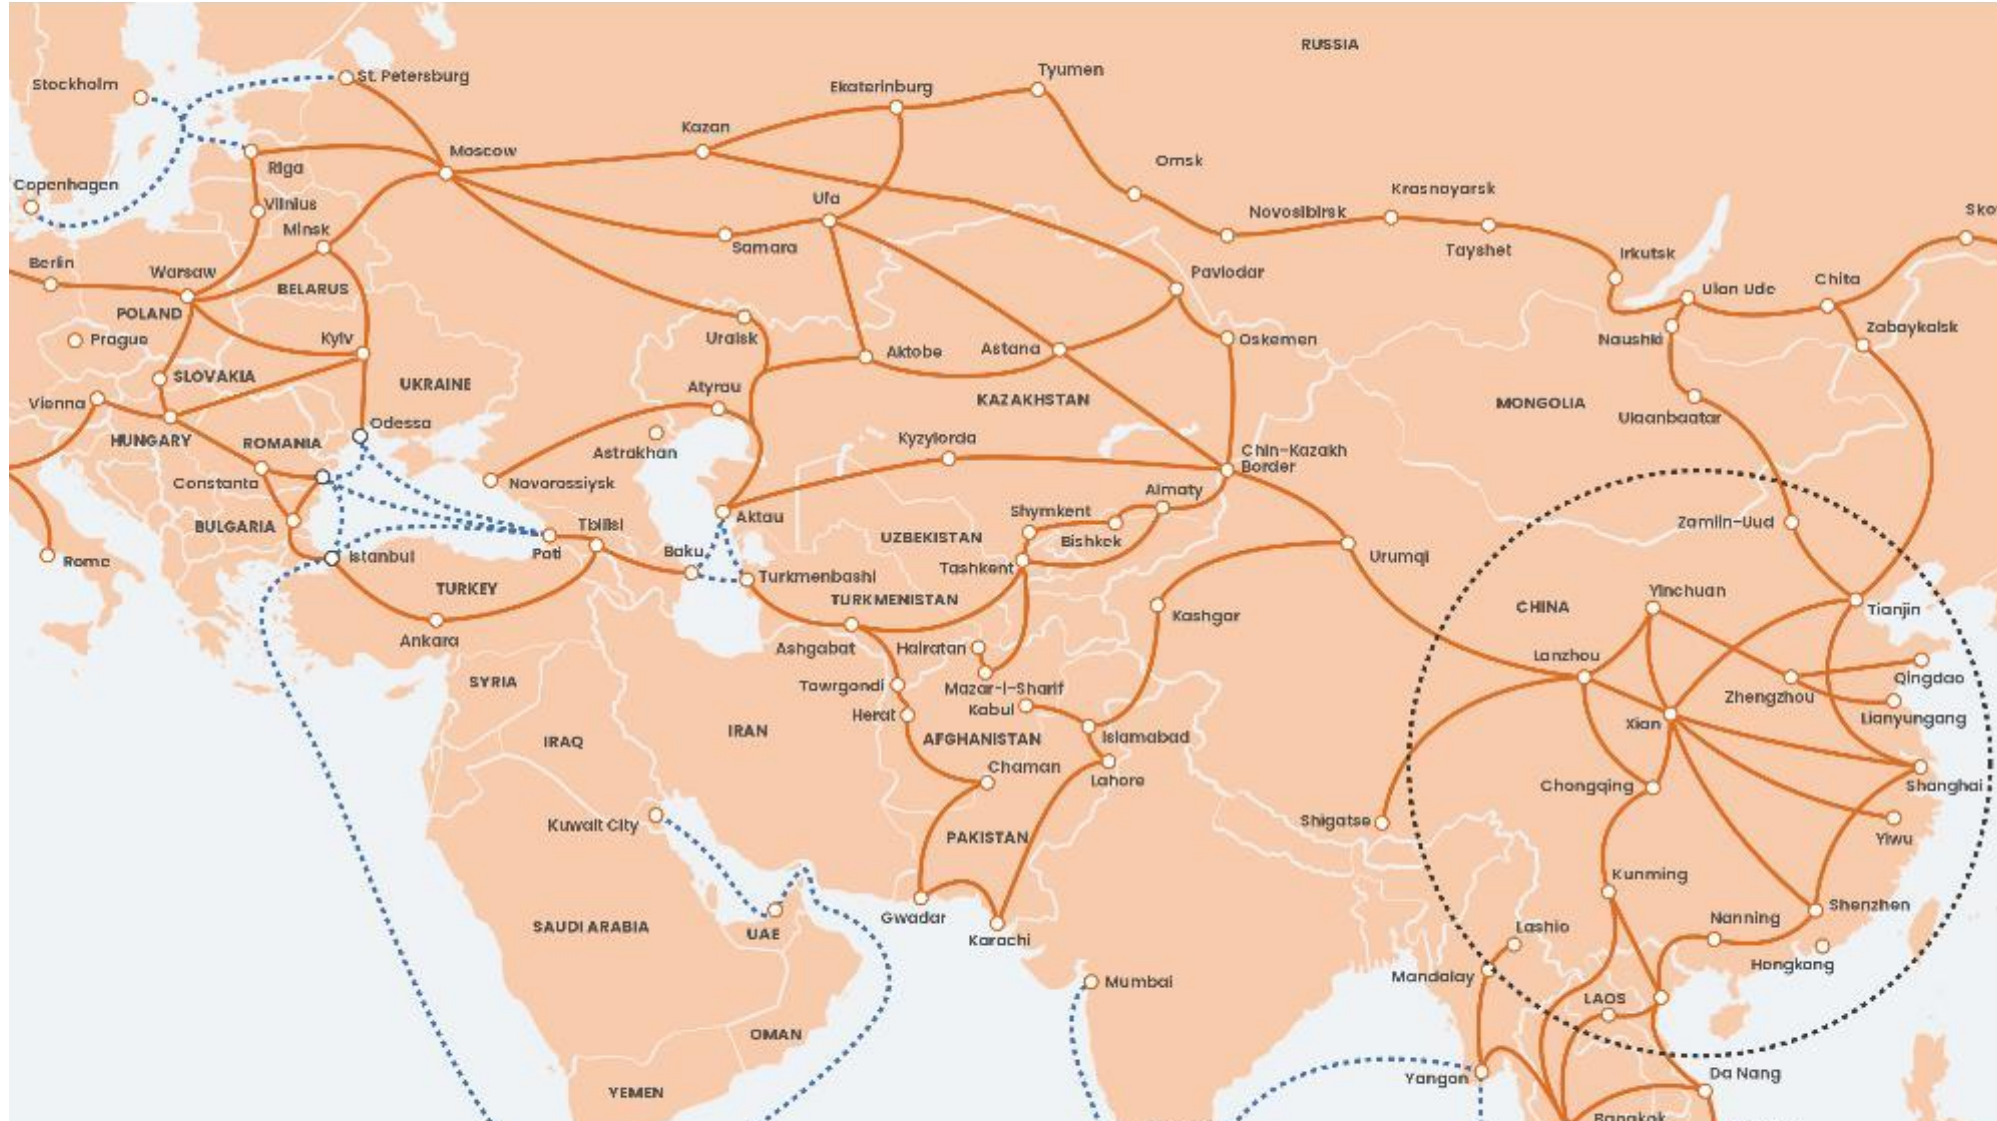 RUSSIA
Stockholm
St. Petersburg
Ekaterinburg
Tyumen
Kazan
Moscow
Riga
Omsk
Copenhagen
Vilnius
Minsk
Ufa
Samara
Novosibirsk
Krasnoyarsk
Tayshet
Irkutsk
Sko
Berlin
Warsaw
BELARUS
POLAND
Pavlodar
Ulan Ude
Chita
Prague
Kyiv
Uralsk
Aktobe
Astana
Oskemen
Naushki
Zabaykalsk
SLOVAKIA
UKRAINE
Vienna
Atyrau
KAZAKHSTAN
MONGOLIA
Ulaanbaatar
HUNGARY
ROMANIA
Odessa
Astrakhan
Kyzylorda
Chin-Kazakh
Border
Constanta
Novorossiysk
Almaty
BULGARIA
Aktau
Shymkent
Bishkek
Zamiin-Uud
Rome
Istanbul
Poti
Tbilisi
Baku
UZBEKISTAN
Tashkent
Urumqi
TURKEY
Turkmenbashi
TURKMENISTAN
Kashgar
CHINA
Yinchuan
Tianjin
Ankara
Ashgabat
Hairatan
Lanzhou
SYRIA
Towrgondi
Mazar-i-Sharif
Kabul
Zhengzhou
Qingdao
Herat
Xian
Lianyungang
IRAQ
IRAN
AFGHANISTAN
Islamabad
Chaman
Lahore
Chongqing
Shanghai
Kuwait City
PAKISTAN
Shigatse
Yiwu
Kunming
SAUDI ARABIA
UAE
Gwadar
Karachi
Lashio
Nanning
Shenzhen
Hongkong
Mumbai
Mandalay
LAOS
OMAN
YEMEN
Yangon
Da Nang
Bangkok